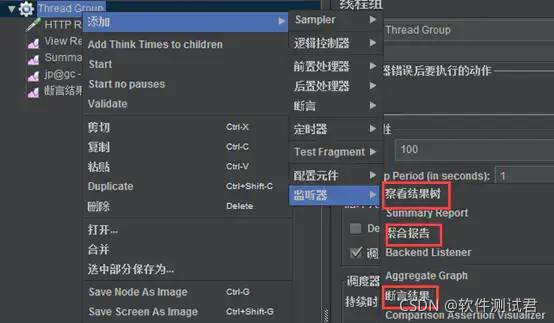 Thread Group
HTTP R
View Re
Summa
jp@gc -
断言结果
添加
Add Think Times to children
Start
Start no pauses
Validate
剪切 Ctrl-X
复制 Ctrl-C
粘贴 Ctrl-V
Duplicate Ctrl+Shift-C
删除 Delete
打开...
合并
选中部分保存为...
Save Node As Image Ctrl-G
Save Screen As Image Ctrl+Shift-G
Sampler
逻辑控制器
前置处理器
后置处理器
断言
定时器
Test Fragment
配置元件
监听器
线程组
Thread Group
器错误后要执行的动作
性
100
p Period (in seconds): 1
察看结果树
Summary Report
聚合报告
De
Backend Listener
调
Aggregate Graph
调度器
断言结果
持续时
Comparison Assertion Visualizer
CSDN @软件测试君